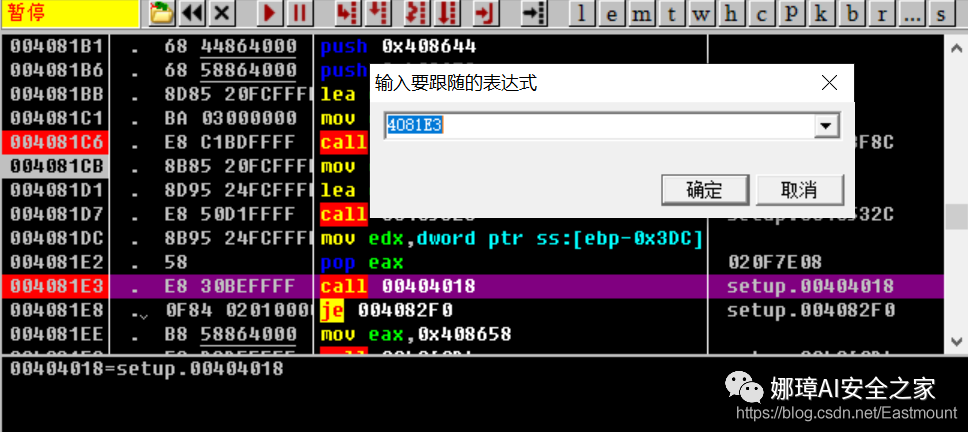 暂停 l e m t w h c p k b r ... s
004081B1 . 68 44864000 push 0x408644
004081B6 . 68 58864000 push
004081BB . 8D85 20FCFFFF lea
004081C1 . BA 03000000 mov
004081C6 . E8 C1BDFFFF call F8C
004081CB . 8B85 20FCFFFF mov
004081D1 . 8D95 24FCFFFF lea
004081D7 . E8 50D1FFFF call 532C
004081DC . 8B95 24FCFFFF mov edx,dword ptr ss:[ebp-0x3DC]
004081E2 . 58 pop eax 020F7E08
004081E3 . E8 30BEFFFF call 00404018 setup.00404018
004081E8 . 0F84 02010000 je 004082F0 setup.004082F0
004081EE . B8 58864000 mov eax,0x408658
输入要跟随的表达式
4081E3
确定 取消
00404018=setup.00404018
娜璋AI安全之家
https://blog.csdn.net/Eastmount